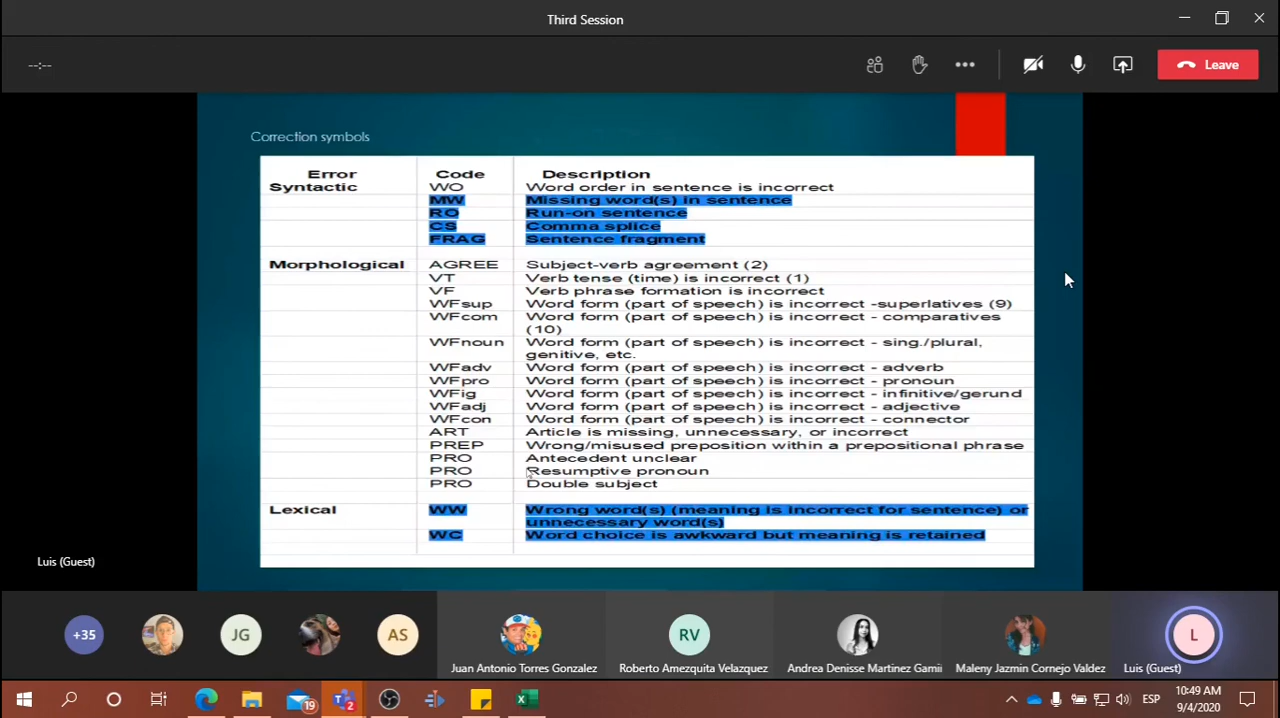 Third Session
--:--
Leave
Correction symbols
Error Code Description
Syntactic WO Word order in sentence is incorrect
MW Missing word(s) in sentence
RO Run-on sentence
CS Comma splice
FRAG Sentence fragment
Morphological AGREE Subject-verb agreement (2)
VT Verb tense (time) is incorrect (1)
VF Verb phrase formation is incorrect
WFsup Word form (part of speech) is incorrect -superlatives (9)
WFcom Word form (part of speech) is incorrect - comparatives
(10)
WFnoun Word form (part of speech) is incorrect - sing./plural,
genitive, etc.
WFadv Word form (part of speech) is incorrect - adverb
WFpro Word form (part of speech) is incorrect - pronoun
WFig Word form (part of speech) is incorrect - infinitive/gerund
WFadj Word form (part of speech) is incorrect - adjective
WFcon Word form (part of speech) is incorrect - connector
ART Article is missing, unnecessary, or incorrect
PREP Wrong/misused preposition within a prepositional phrase
PRO Antecedent unclear
PRO Resumptive pronoun
PRO Double subject
Lexical WW Wrong word(s) (meaning is incorrect for sentence) or
unnecessary word(s)
WC Word choice is awkward but meaning is retained
Luis (Guest)
+35 JG AS RV L
Juan Antonio Torres Gonzalez Roberto Amezquita Velazquez Andrea Denisse Martinez Gamii Maleny Jazmin Cornejo Valdez Luis (Guest)
19 2 ESP 10:49 AM
9/4/2020